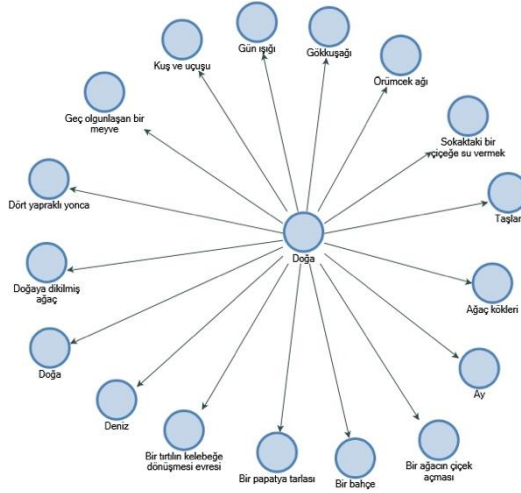 Gün ışığı
Gökkuşağı
Kuş ve uçuşu
Örümcek ağı
Geç olgunlaşan bir
meyve
Sokaktaki bir
çiçeğe su vermek
Dört yapraklı yonca
Taşlar
Doğa
Doğaya dikilmiş
ağaç
Ağaç kökleri
Doğa
Ay
Deniz
Bir tırtılın kelebeğe
dönüşmesi evresi
Bir papatya tarlası
Bir bahçe
Bir ağacın çiçek
açması